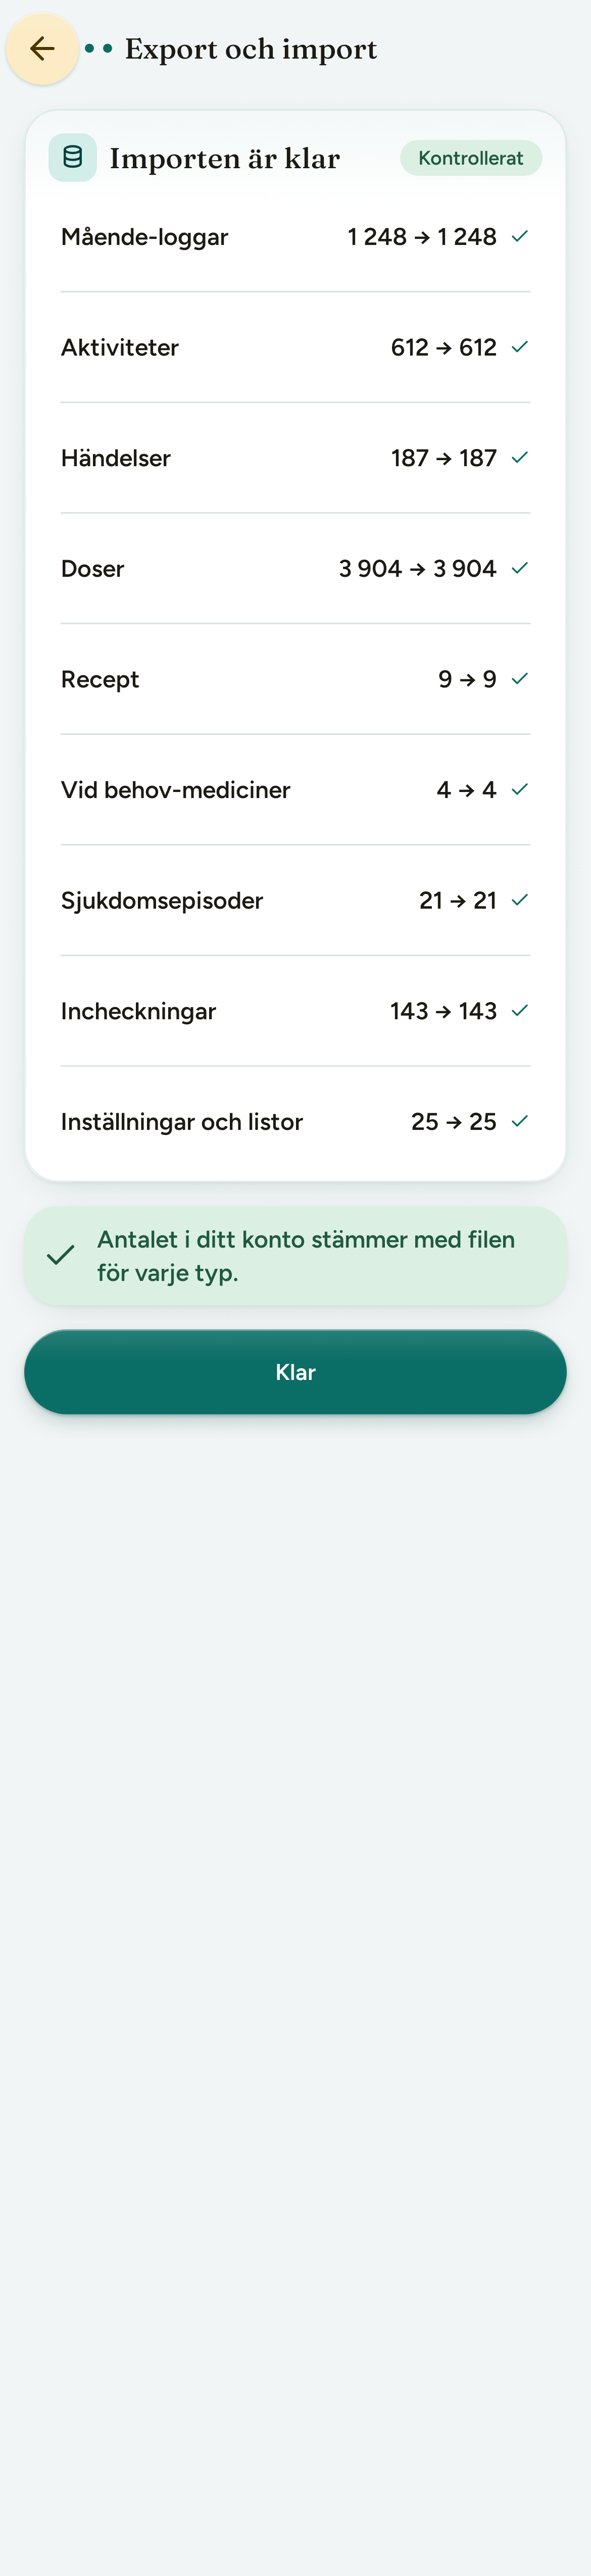 Export och import
Importen är klar
Kontrollerat
Mående-loggar 1 248 → 1 248
Aktiviteter 612 → 612
Händelser 187 → 187
Doser 3 904 → 3 904
Recept 9 → 9
Vid behov-mediciner 4 → 4
Sjukdomsepisoder 21 → 21
Incheckningar 143 → 143
Inställningar och listor 25 → 25
Antalet i ditt konto stämmer med filen
för varje typ.
Klar